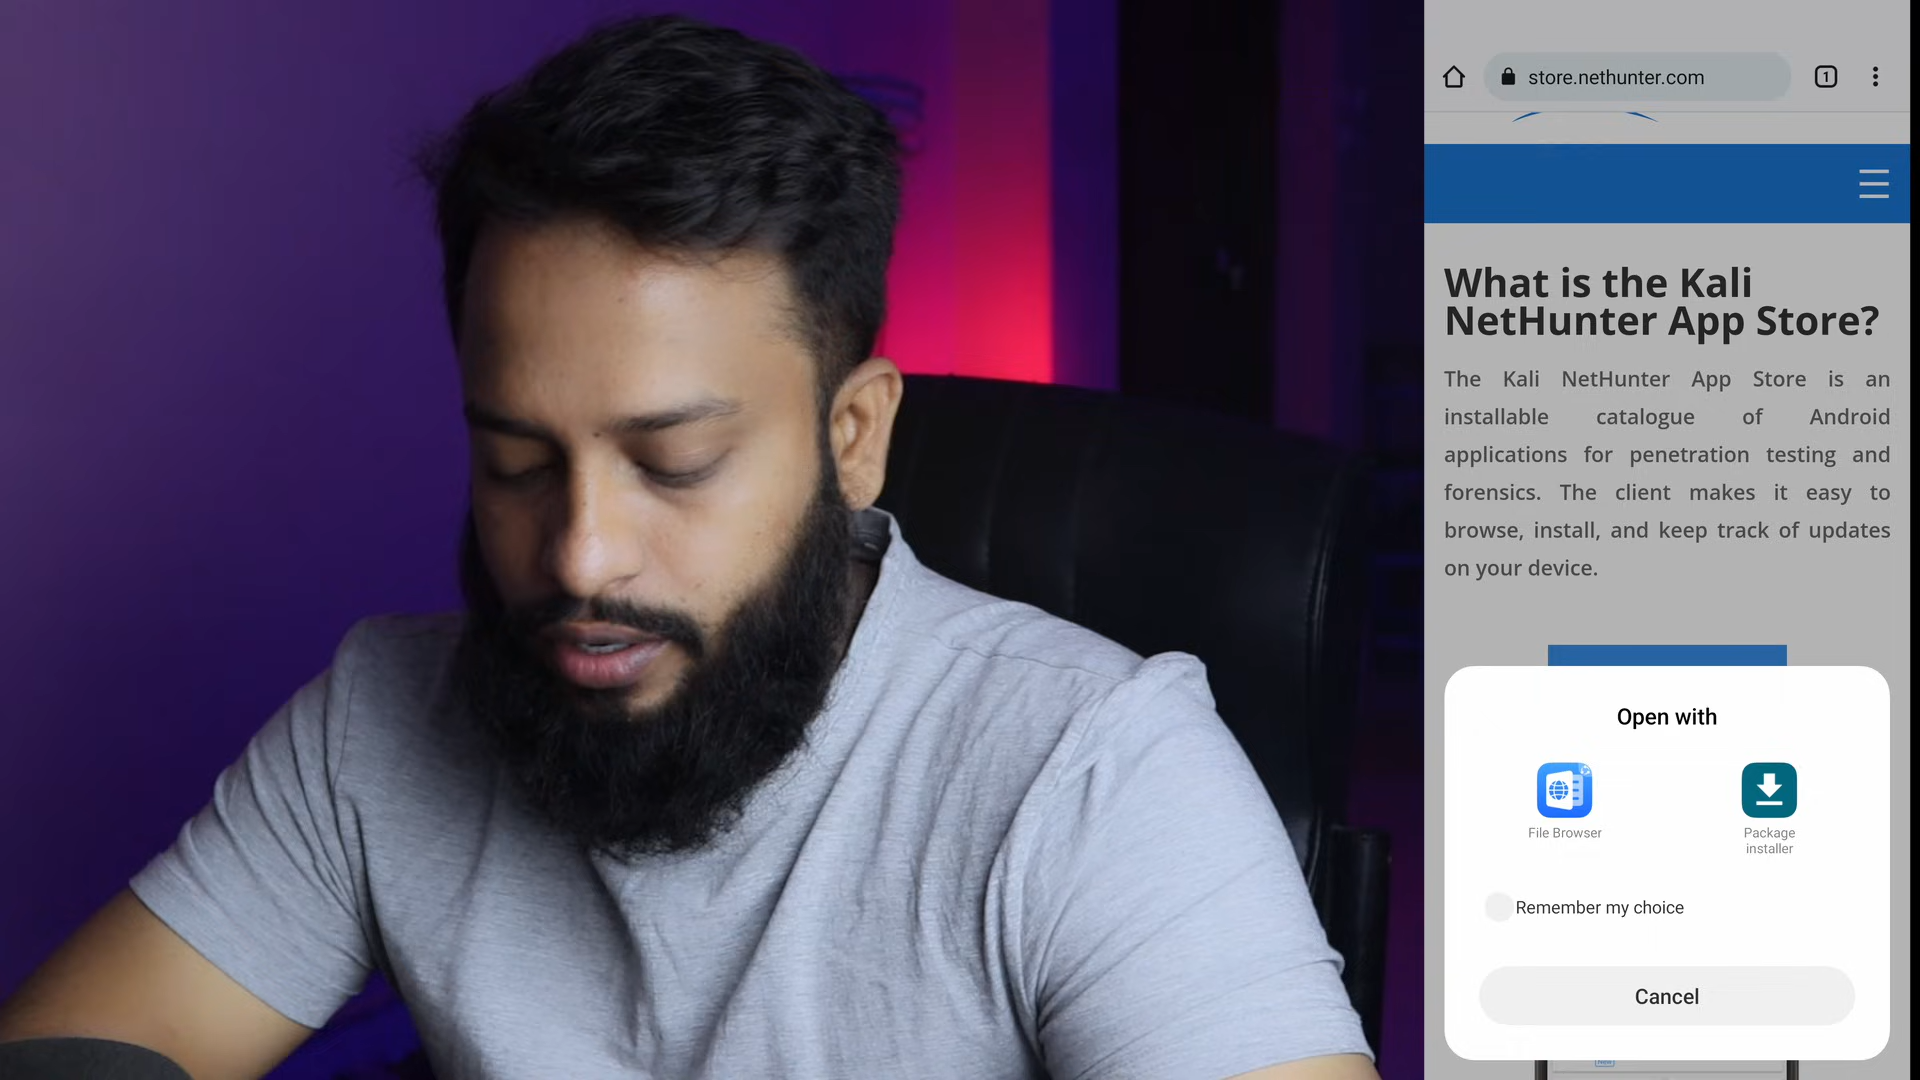 store.nethunter.com
1
What is the Kali
NetHunter App Store?
The Kali NetHunter App Store is an
installable catalogue of Android
applications for penetration testing and
forensics. The client makes it easy to
browse, install, and keep track of updates
on your device.
Open with
File Browser
Package
installer
Remember my choice
Cancel